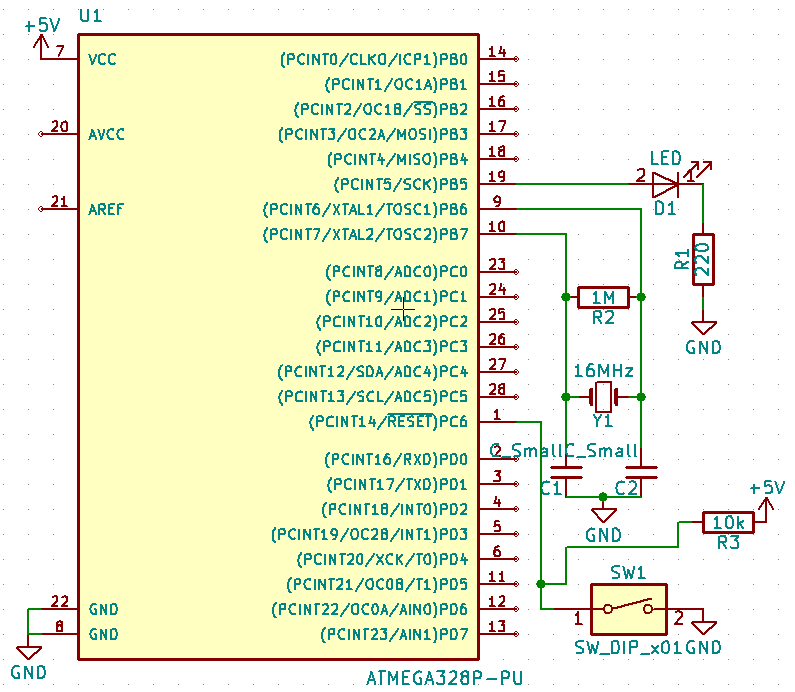 U1
+5V
7 VCC
20 AVCC
21 AREF
22 GND
8 GND
GND
(PCINT0/CLKO/ICP1)PB0 14
(PCINT1/OC1A)PB1 15
(PCINT2/OC1B/SS)PB2 16
(PCINT3/OC2A/MOSI)PB3 17
(PCINT4/MISO)PB4 18
(PCINT5/SCK)PB5 19
(PCINT6/XTAL1/TOSC1)PB6 9
(PCINT7/XTAL2/TOSC2)PB7 10
(PCINT8/ADC0)PC0 23
(PCINT9/ADC1)PC1 24
(PCINT10/ADC2)PC2 25
(PCINT11/ADC3)PC3 26
(PCINT12/SDA/ADC4)PC4 27
(PCINT13/SCL/ADC5)PC5 28
(PCINT14/RESET)PC6 1
(PCINT16/RXD)PD0 2
(PCINT17/TXD)PD1 3
(PCINT18/INT0)PD2 4
(PCINT19/OC2B/INT1)PD3 5
(PCINT20/XCK/T0)PD4 6
(PCINT21/OC0B/T1)PD5 11
(PCINT22/OC0A/AIN0)PD6 12
(PCINT23/AIN1)PD7 13
ATMEGA328P-PU
LED
2 1
D1
R1
220
GND
1M
R2
16MHz
Y1
C_Small C_Small
C1 C2
GND
+5V
10k
R3
SW1
1 2
SW_DIP_x01 GND